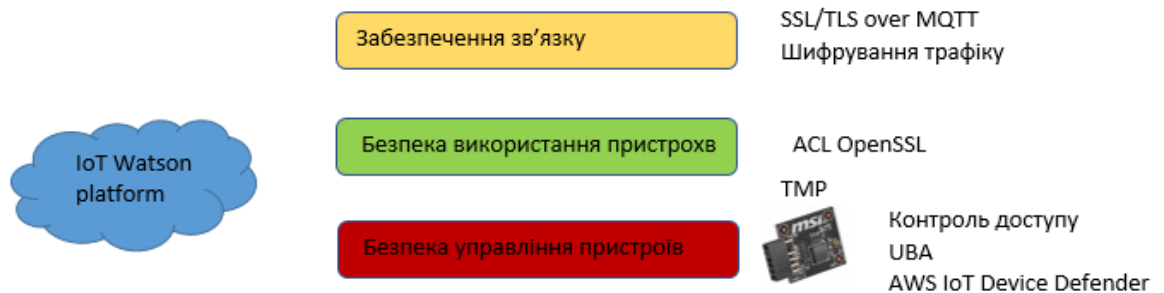 IoT Watson
platform
Забезпечення зв’язку
SSL/TLS over MQTT
Шифрування трафіку
Безпека використання пристрохв
ACL OpenSSL
Безпека управління пристроїв
TMP
msi
Контроль доступу
UBA
AWS IoT Device Defender